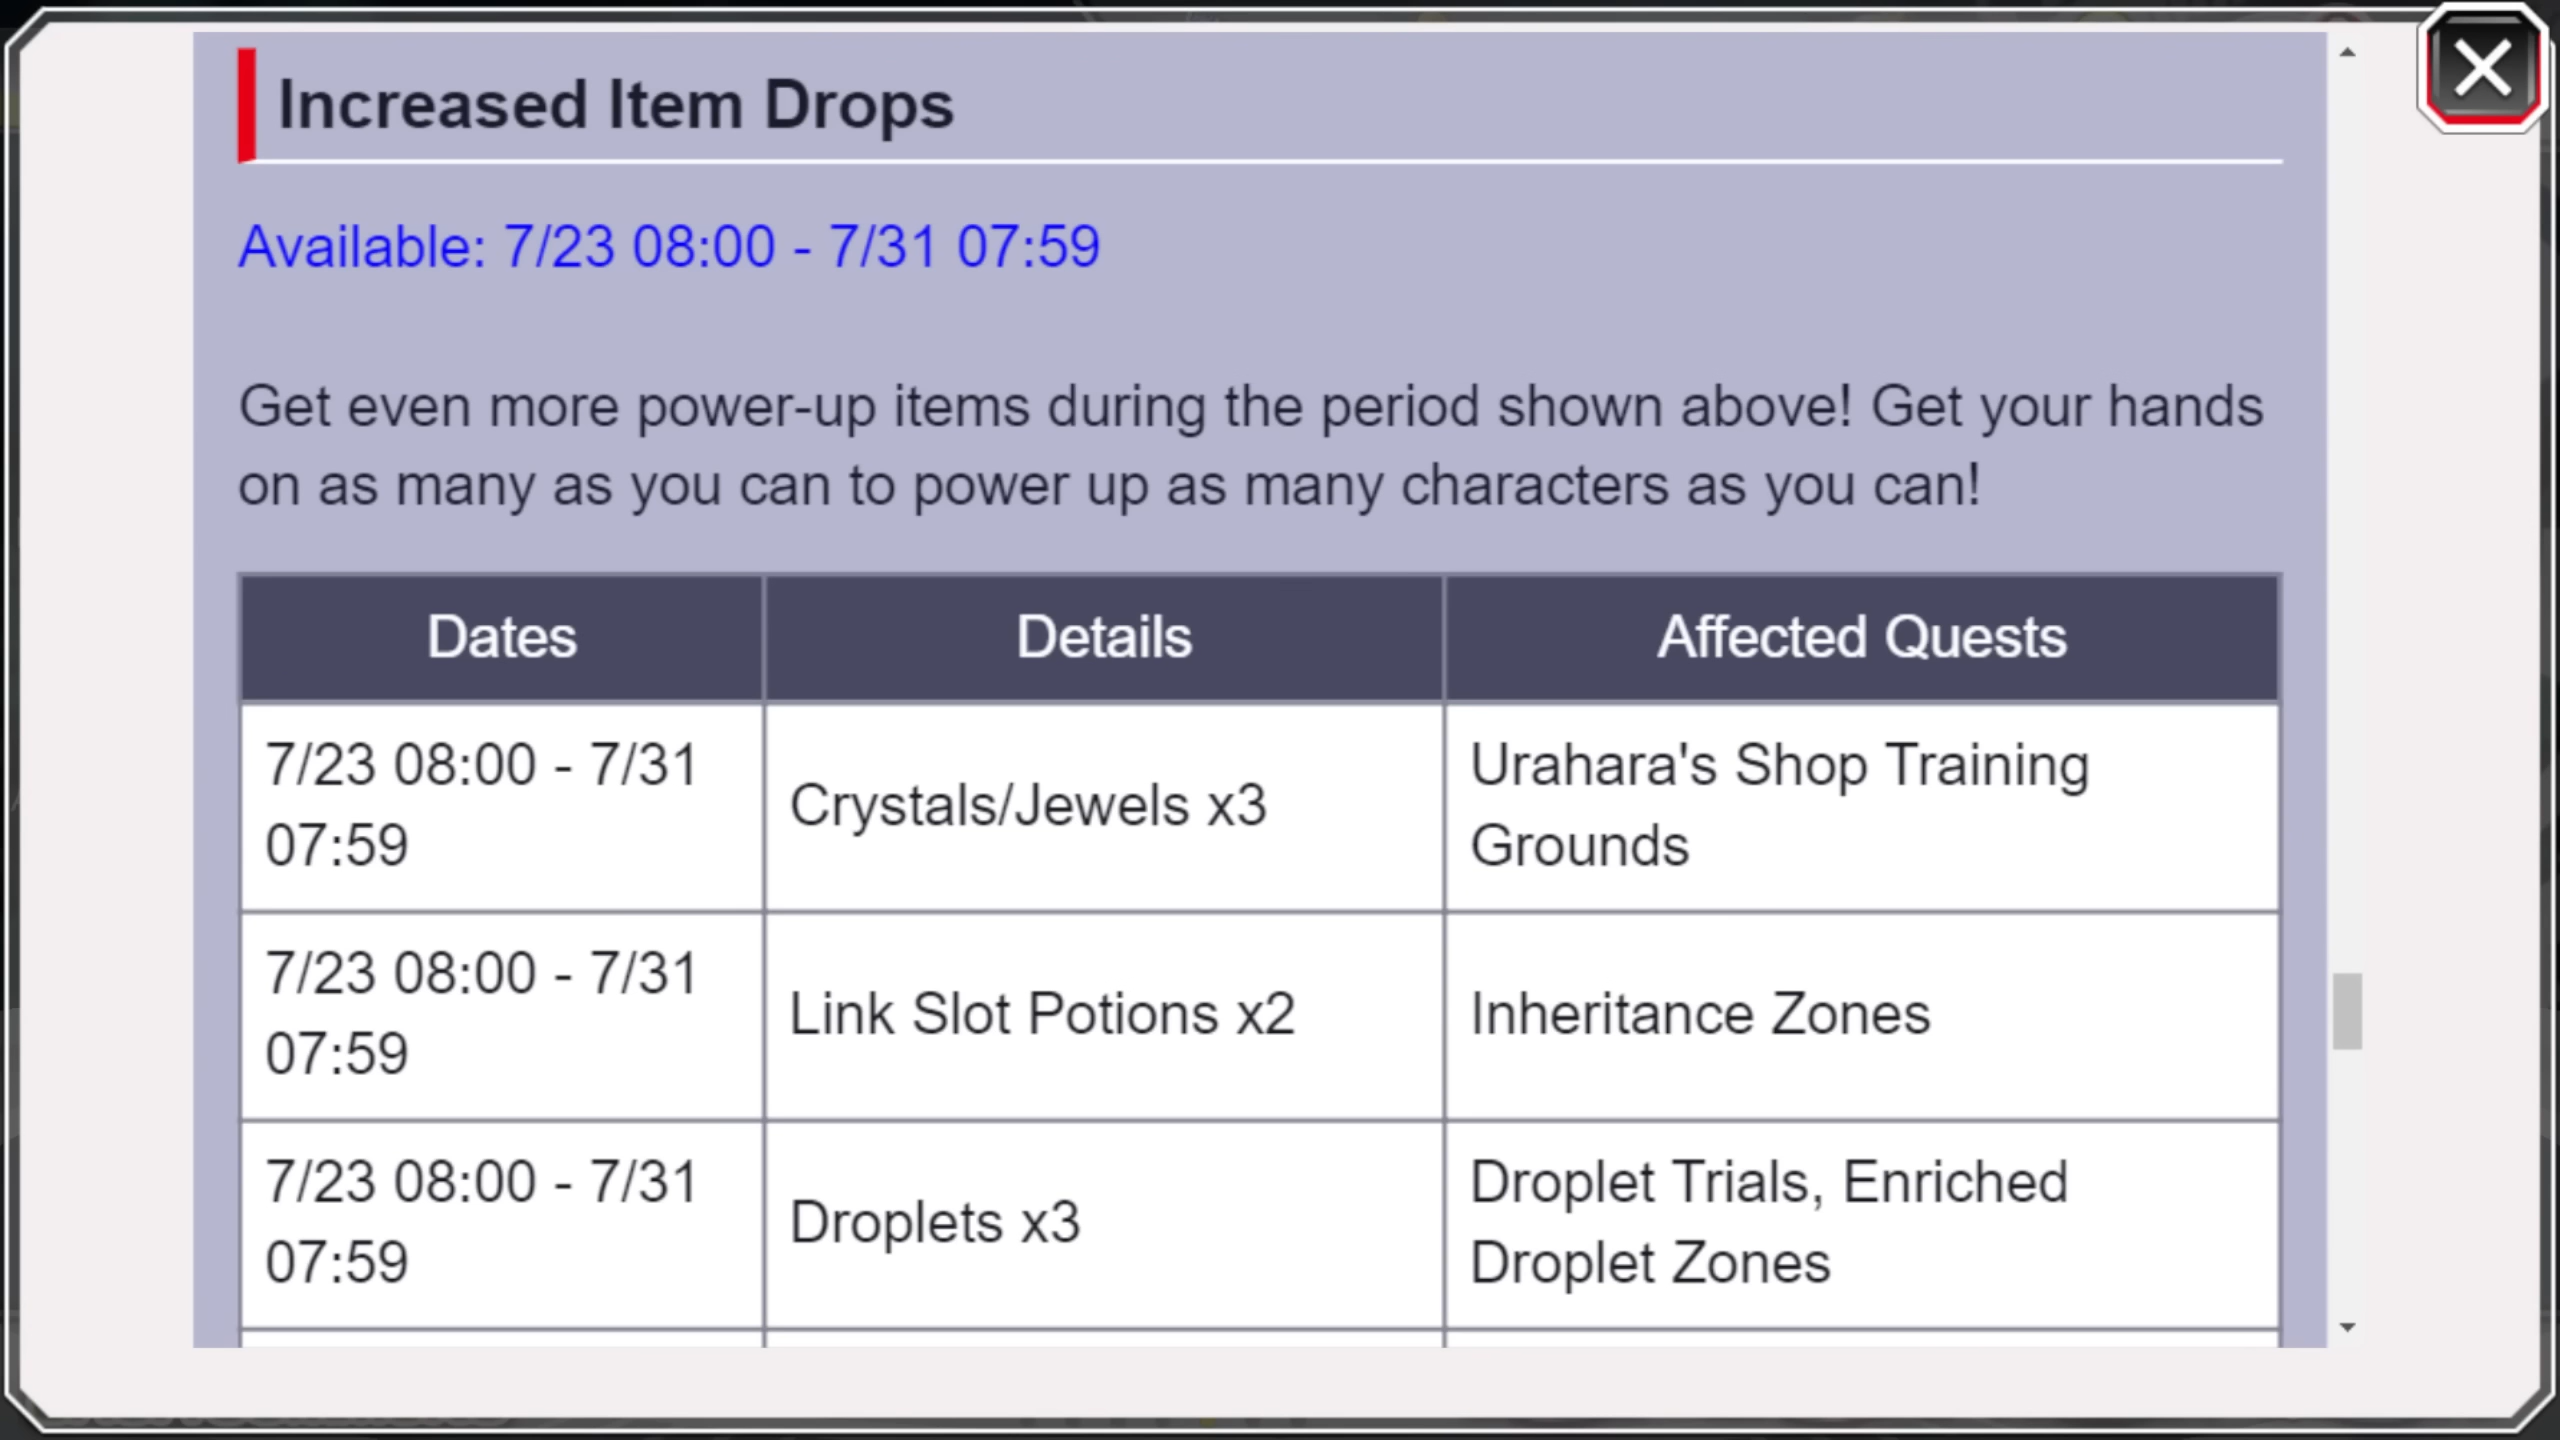 Increased Item Drops
Available: 7/23 08:00 - 7/31 07:59
Get even more power-up items during the period shown above! Get your hands
on as many as you can to power up as many characters as you can!
Dates Details Affected Quests
7/23 08:00 - 7/31
07:59
Crystals/Jewels x3
Urahara's Shop Training
Grounds
7/23 08:00 - 7/31
07:59
Link Slot Potions x2
Inheritance Zones
7/23 08:00 - 7/31
07:59
Droplets x3
Droplet Trials, Enriched
Droplet Zones